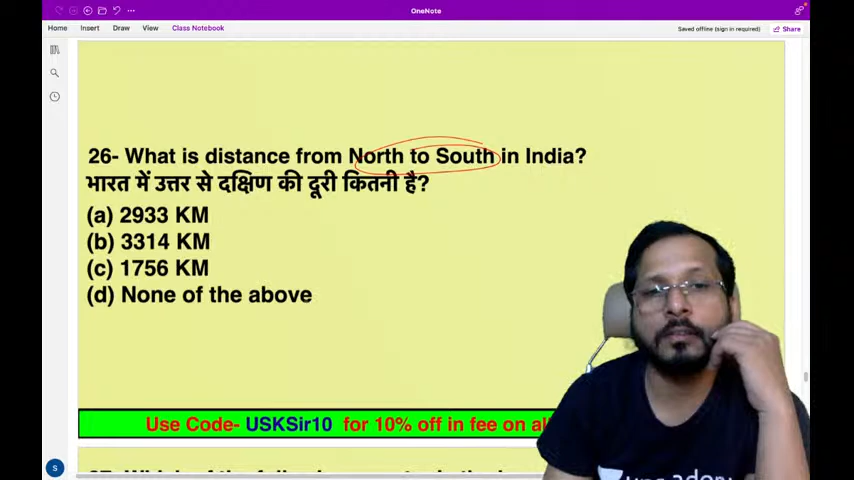 OneNote
Home Insert Draw View Class Notebook
Saved offline (sign in required) Share
26- What is distance from North to South in India?
भारत में उत्तर से दक्षिण की दूरी कितनी है?
(a) 2933 KM
(b) 3314 KM
(c) 1756 KM
(d) None of the above
Use Code- USKSir10 for 10% off in fee on
S